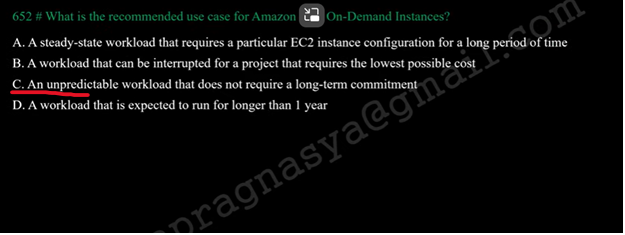 652 # What is the recommended use case for Amazon On-Demand Instances?
A. A steady-state workload that requires a particular EC2 instance configuration for a long period of time
B. A workload that can be interrupted for a project that requires the lowest possible cost
C. An unpredictable workload that does not require a long-term commitment
D. A workload that is expected to run for longer than 1 year
pragnasya@gmail.com